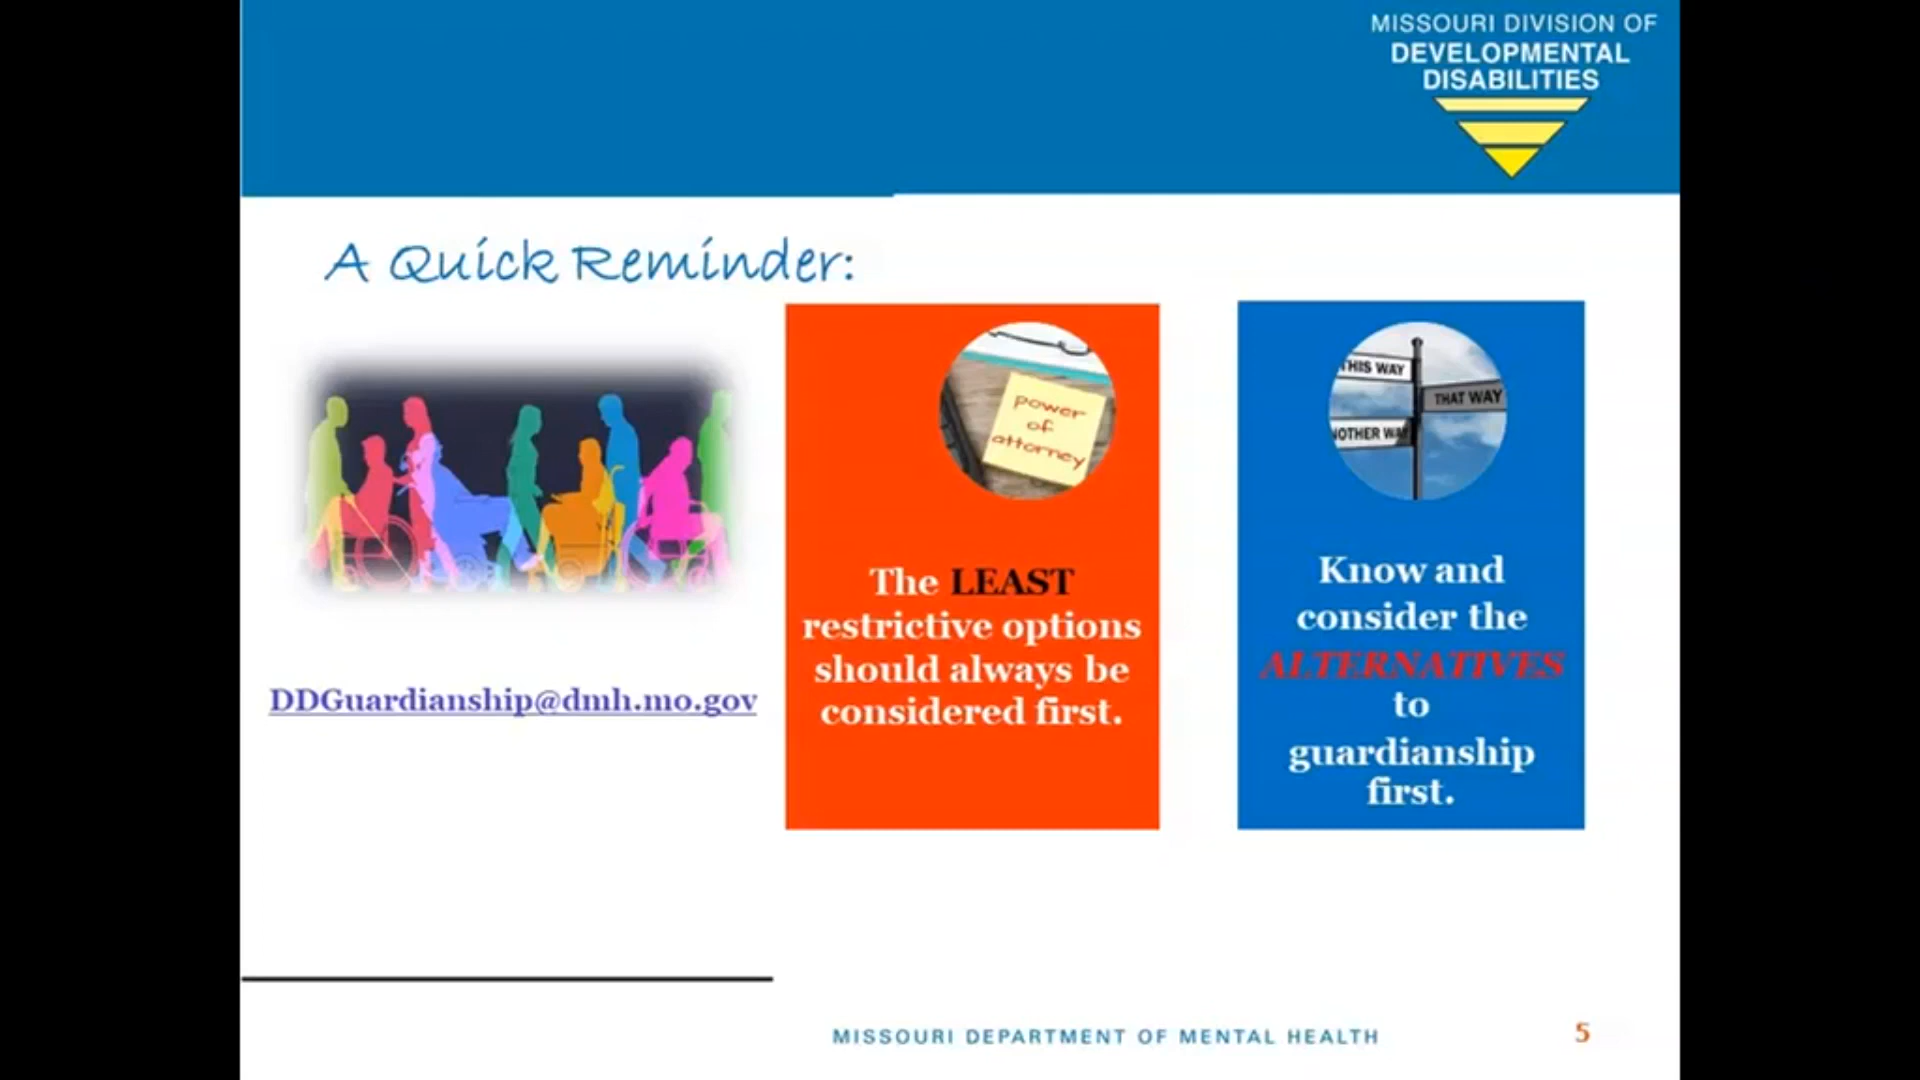 MISSOURI DIVISION OF
DEVELOPMENTAL
DISABILITIES
A Quick Reminder:
power
of
attorney
THIS WAY
THAT WAY
NOTHER WA
The LEAST
restrictive options
should always be
considered first.
Know and
consider the
ALTERNATIVES
to
guardianship
first.
DDGuardianship@dmh.mo.gov
MISSOURI DEPARTMENT OF MENTAL HEALTH
5